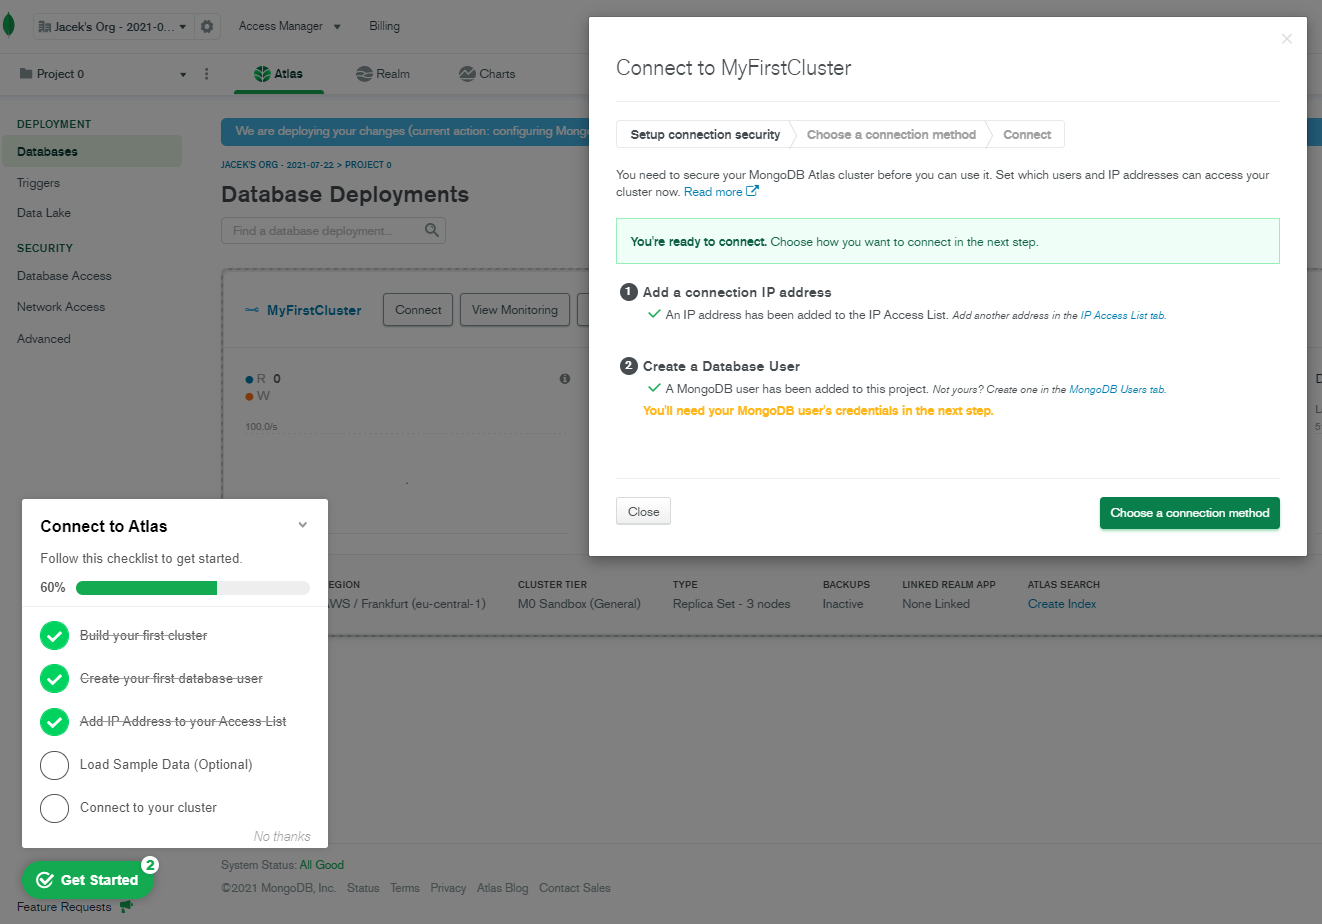 Jacek's Org - 2021-0...
Access Manager
Billing
Project 0
Atlas
Realm
Charts
DEPLOYMENT
Databases
Triggers
Data Lake
SECURITY
Database Access
Network Access
Advanced
We are deploying your changes (current action: configuring Mong
JACEK'S ORG - 2021-07-22 > PROJECT 0
Database Deployments
Find a database deployment...
MyFirstCluster
Connect
View Monitoring
R 0
W
100.0/s
D
L
5
Connect to MyFirstCluster
Setup connection security
Choose a connection method
Connect
You need to secure your MongoDB Atlas cluster before you can use it. Set which users and IP addresses can access your
cluster now. Read more
You're ready to connect. Choose how you want to connect in the next step.
1 Add a connection IP address
An IP address has been added to the IP Access List. Add another address in the IP Access List tab.
2 Create a Database User
A MongoDB user has been added to this project. Not yours? Create one in the MongoDB Users tab.
You'll need your MongoDB user's credentials in the next step.
Close
Choose a connection method
EGION
AWS / Frankfurt (eu-central-1)
CLUSTER TIER
M0 Sandbox (General)
TYPE
Replica Set - 3 nodes
BACKUPS
Inactive
LINKED REALM APP
None Linked
ATLAS SEARCH
Create Index
Connect to Atlas
Follow this checklist to get started.
60%
Build your first cluster
Create your first database user
Add IP Address to your Access List
Load Sample Data (Optional)
Connect to your cluster
No thanks
Get Started
2
Feature Requests
System Status: All Good
©2021 MongoDB, Inc. Status Terms Privacy Atlas Blog Contact Sales